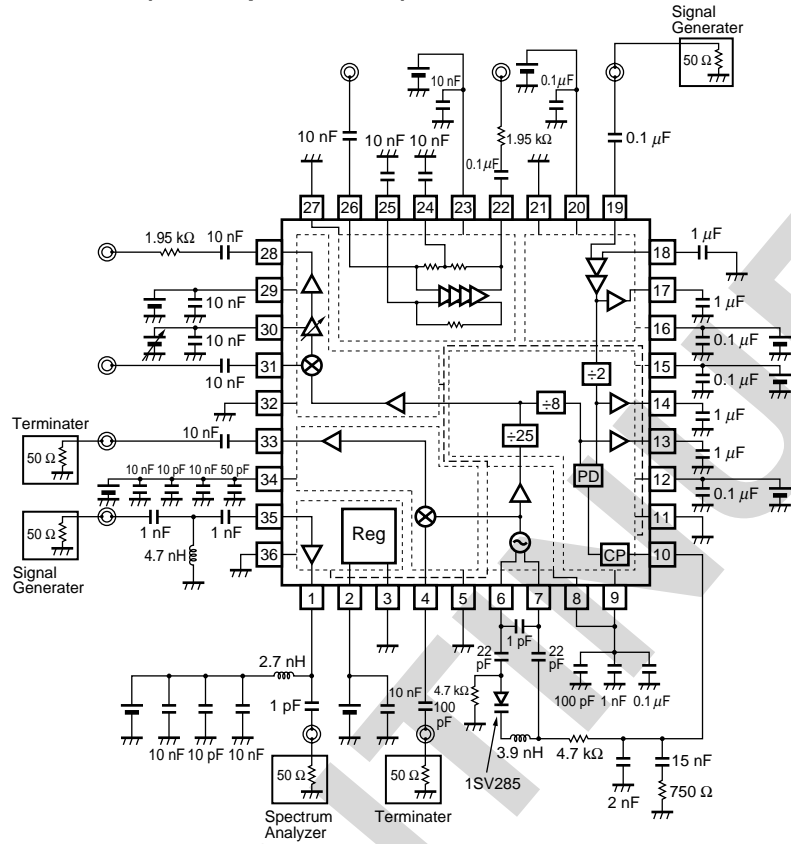 Signal
Generater
50 Ω
10 nF
0.1 μF
10 nF
10 nF
10 nF
0.1 μF
1.95 kΩ
0.1 μF
27
26
25
24
23
22
21
20
19
1.95 kΩ
10 nF
28
18
1 μF
29
10 nF
17
1 μF
30
10 nF
16
0.1 μF
31
10 nF
15
0.1 μF
÷2
32
÷8
14
1 μF
Terminater
50 Ω
10 nF
33
÷25
13
1 μF
10 nF
10 pF
10 nF
50 pF
34
PD
12
0.1 μF
50 Ω
1 nF
1 nF
35
Reg
11
Signal
Generater
4.7 nH
36
CP
10
1
2
3
4
5
6
7
8
9
2.7 nH
1 pF
10 nF
10 pF
10 nF
50 Ω
Spectrum
Analyzer
10 nF
100
pF
50 Ω
Terminater
22
pF
1 pF
22
pF
4.7 kΩ
3.9 nH
1SV285
100 pF
1 nF
0.1 μF
4.7 kΩ
15 nF
2 nF
750 Ω